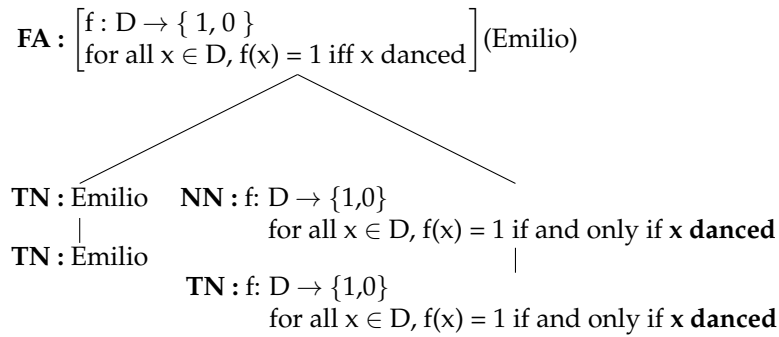 FA : [f : D → { 1, 0 }
for all x ∈ D, f(x) = 1 iff x danced] (Emilio)
TN : Emilio NN : f: D → {1,0}
for all x ∈ D, f(x) = 1 if and only if x danced
TN : Emilio
TN : f: D → {1,0}
for all x ∈ D, f(x) = 1 if and only if x danced